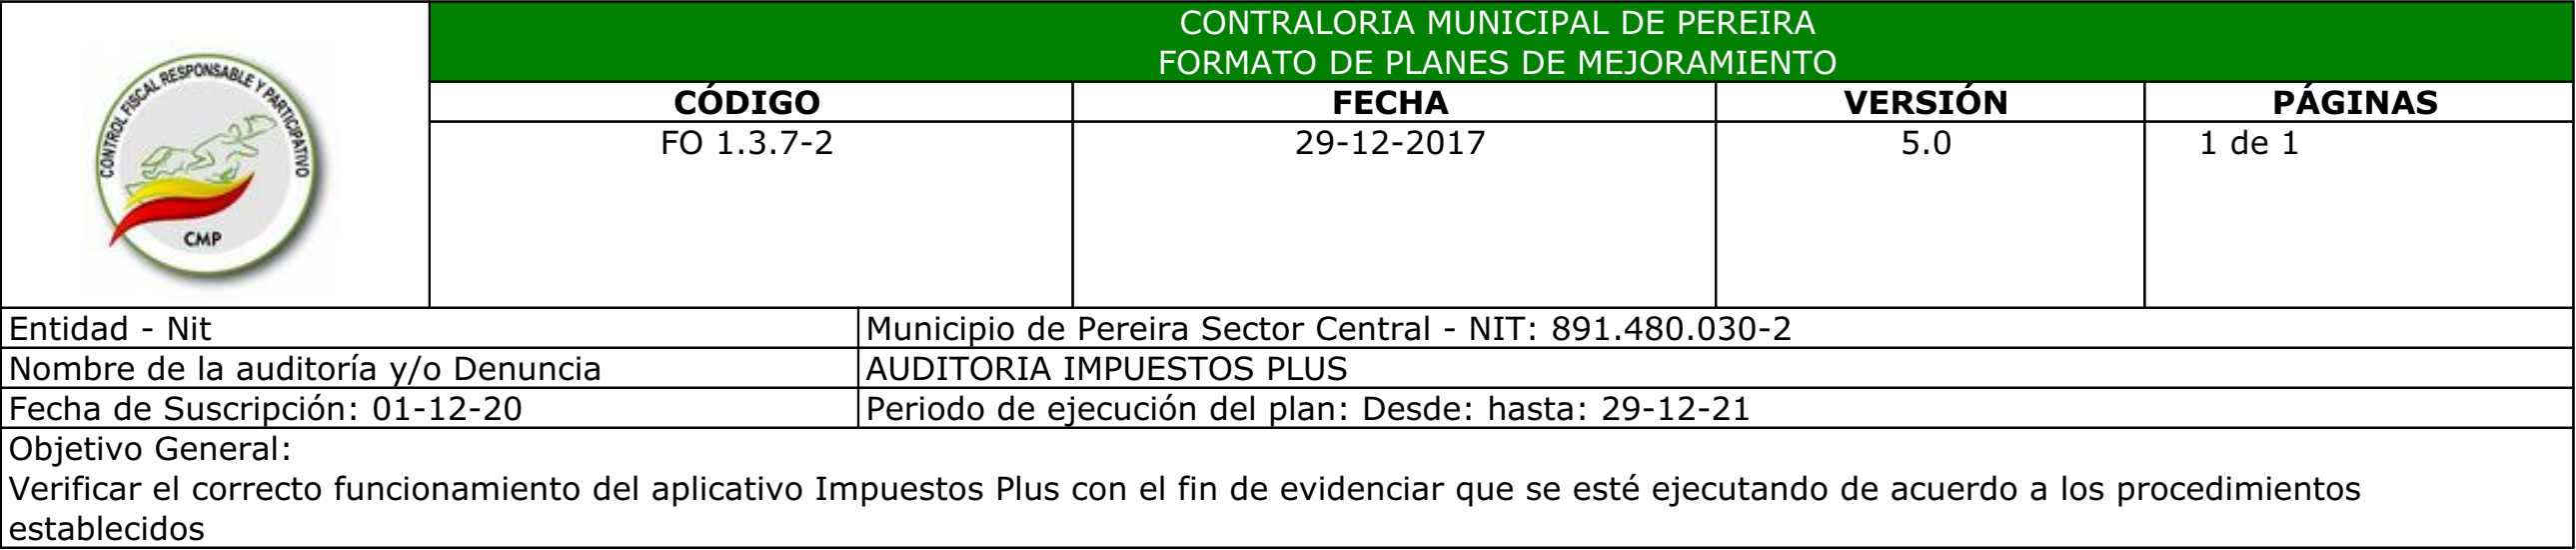 CONTRALORIA MUNICIPAL DE PEREIRA
FORMATO DE PLANES DE MEJORAMIENTO
CONTROL FISCAL RESPONSABLE Y PARTICIPATIVO
CMP
CÓDIGO FECHA VERSIÓN PÁGINAS
FO 1.3.7-2 29-12-2017 5.0 1 de 1
Entidad - Nit Municipio de Pereira Sector Central - NIT: 891.480.030-2
Nombre de la auditoría y/o Denuncia AUDITORIA IMPUESTOS PLUS
Fecha de Suscripción: 01-12-20 Periodo de ejecución del plan: Desde: hasta: 29-12-21
Objetivo General:
Verificar el correcto funcionamiento del aplicativo Impuestos Plus con el fin de evidenciar que se esté ejecutando de acuerdo a los procedimientos
establecidos